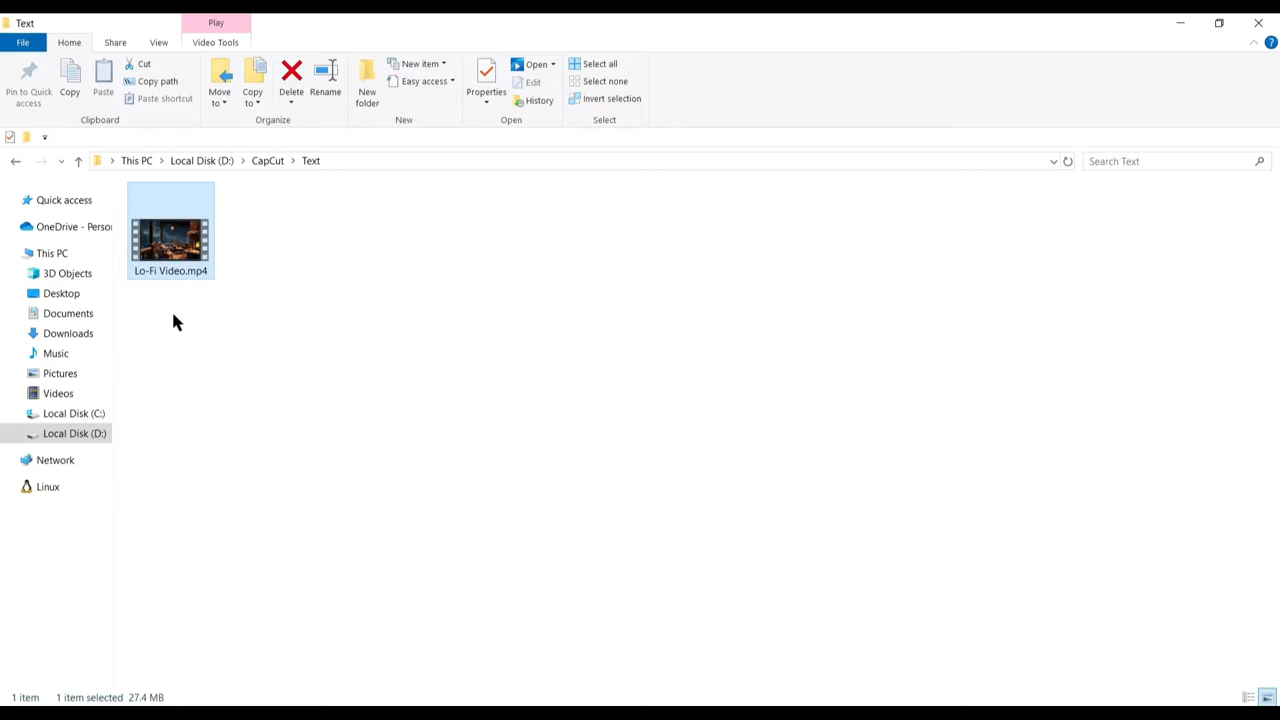 Text
Play
File
Home
Share
View
Video Tools
Pin to Quick access
Copy
Paste
Cut
Copy path
Paste shortcut
Clipboard
Move to
Copy to
Delete
Rename
Organize
New folder
New item
Easy access
New
Properties
Open
Edit
History
Open
Select all
Select none
Invert selection
Select
This PC
Local Disk (D:)
CapCut
Text
Search Text
Quick access
OneDrive - Perso
This PC
3D Objects
Desktop
Documents
Downloads
Music
Pictures
Videos
Local Disk (C:)
Local Disk (D:)
Network
Linux
Lo-Fi Video.mp4
1 item
1 item selected
27.4 MB